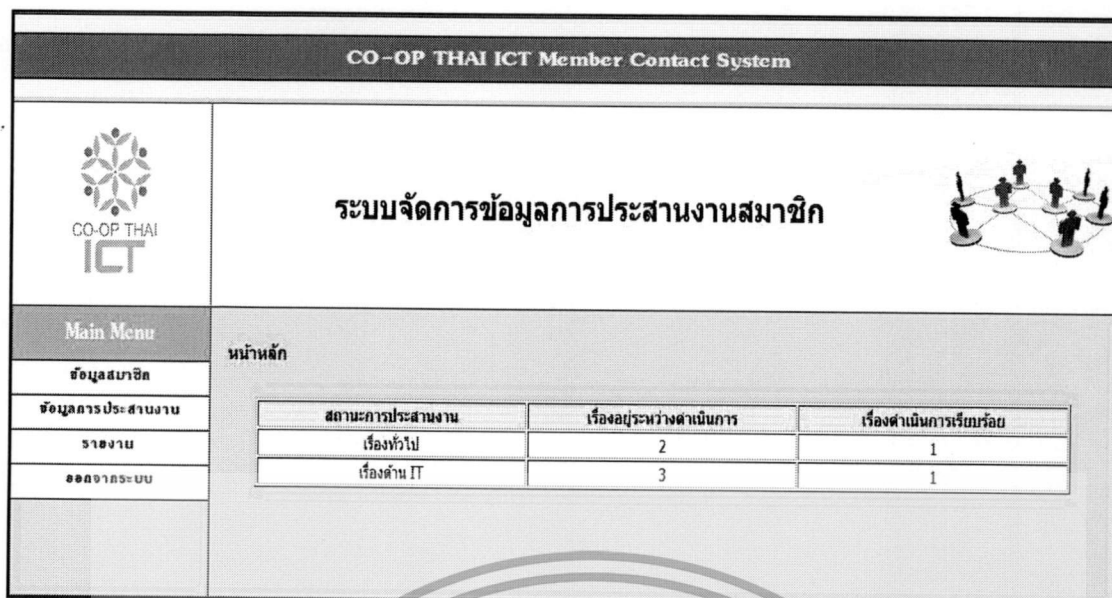 CO-OP THAI ICT Member Contact System
CO-OP THAI
ICT
ระบบจัดการข้อมูลการประสานงานสมาชิก
Main Menu
ข้อมูลสมาชิก
ข้อมูลการประสานงาน
รายงาน
ออกจากระบบ
หน้าหลัก
สถานะการประสานงาน เรื่องอยู่ระหว่างดำเนินการ เรื่องดำเนินการเรียบร้อย
เรื่องทั่วไป 2 1
เรื่องด้าน IT 3 1